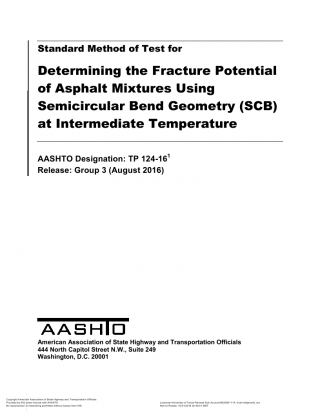 Standard Method of Test for
Determining the Fracture Potential
of Asphalt Mixtures Using
Semicircular Bend Geometry (SCB)
at Intermediate Temperature
AASHTO Designation: TP 124-16¹
Release: Group 3 (August 2016)
AASHTO
American Association of State Highway and Transportation Officials
444 North Capitol Street N.W., Suite 249
Washington, D.C. 20001